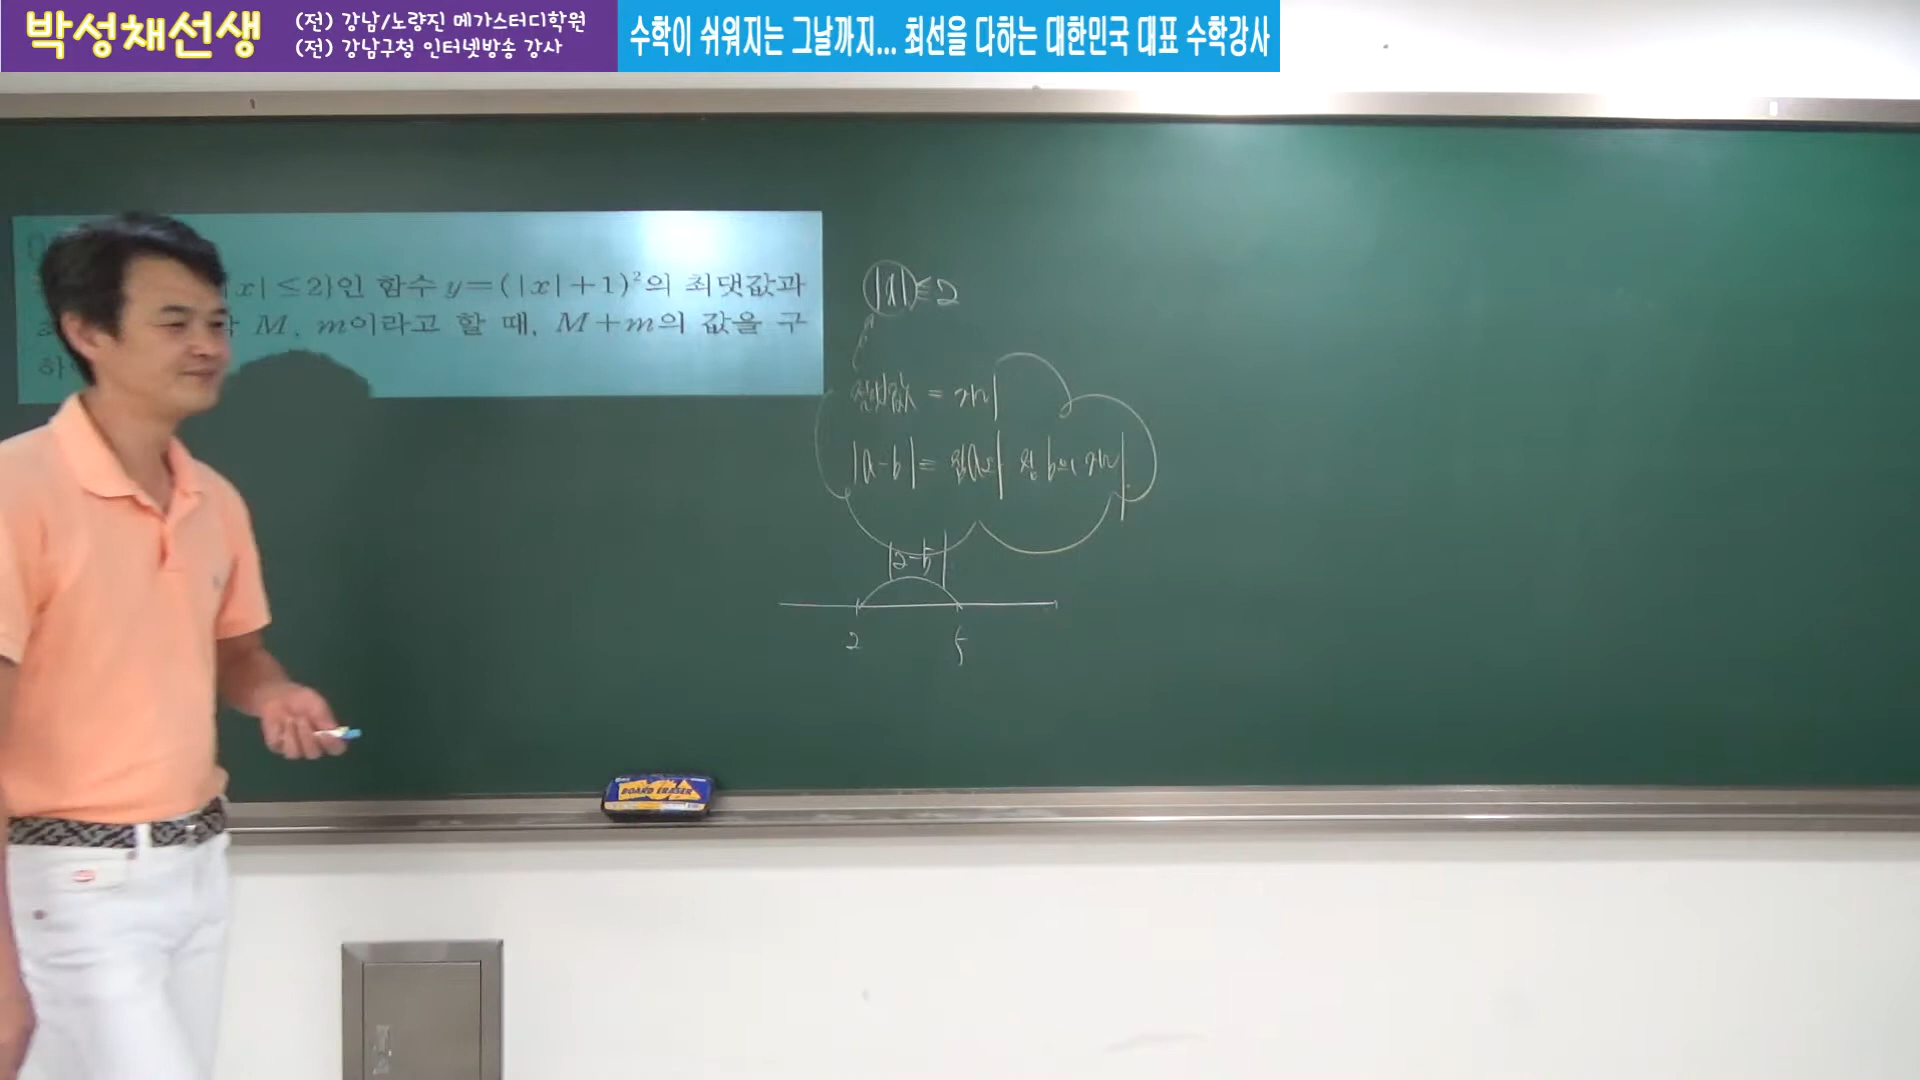 박성채선생
(전) 강남/노량진 메가스터디학원
(전) 강남구청 인터넷방송 강사
수학이 쉬워지는 그날까지... 최선을 다하는 대한민국 대표 수학강사
x| ≤2}인 함수 y=(|x|+1)²의 최댓값과
M, m이라고 할 때, M+m의 값을 구
하
|x| ≤ 2
절댓값 = 거리
|a-b| = 점a와 점b의 거리
|2-5|
2 5
BOARD ERASER